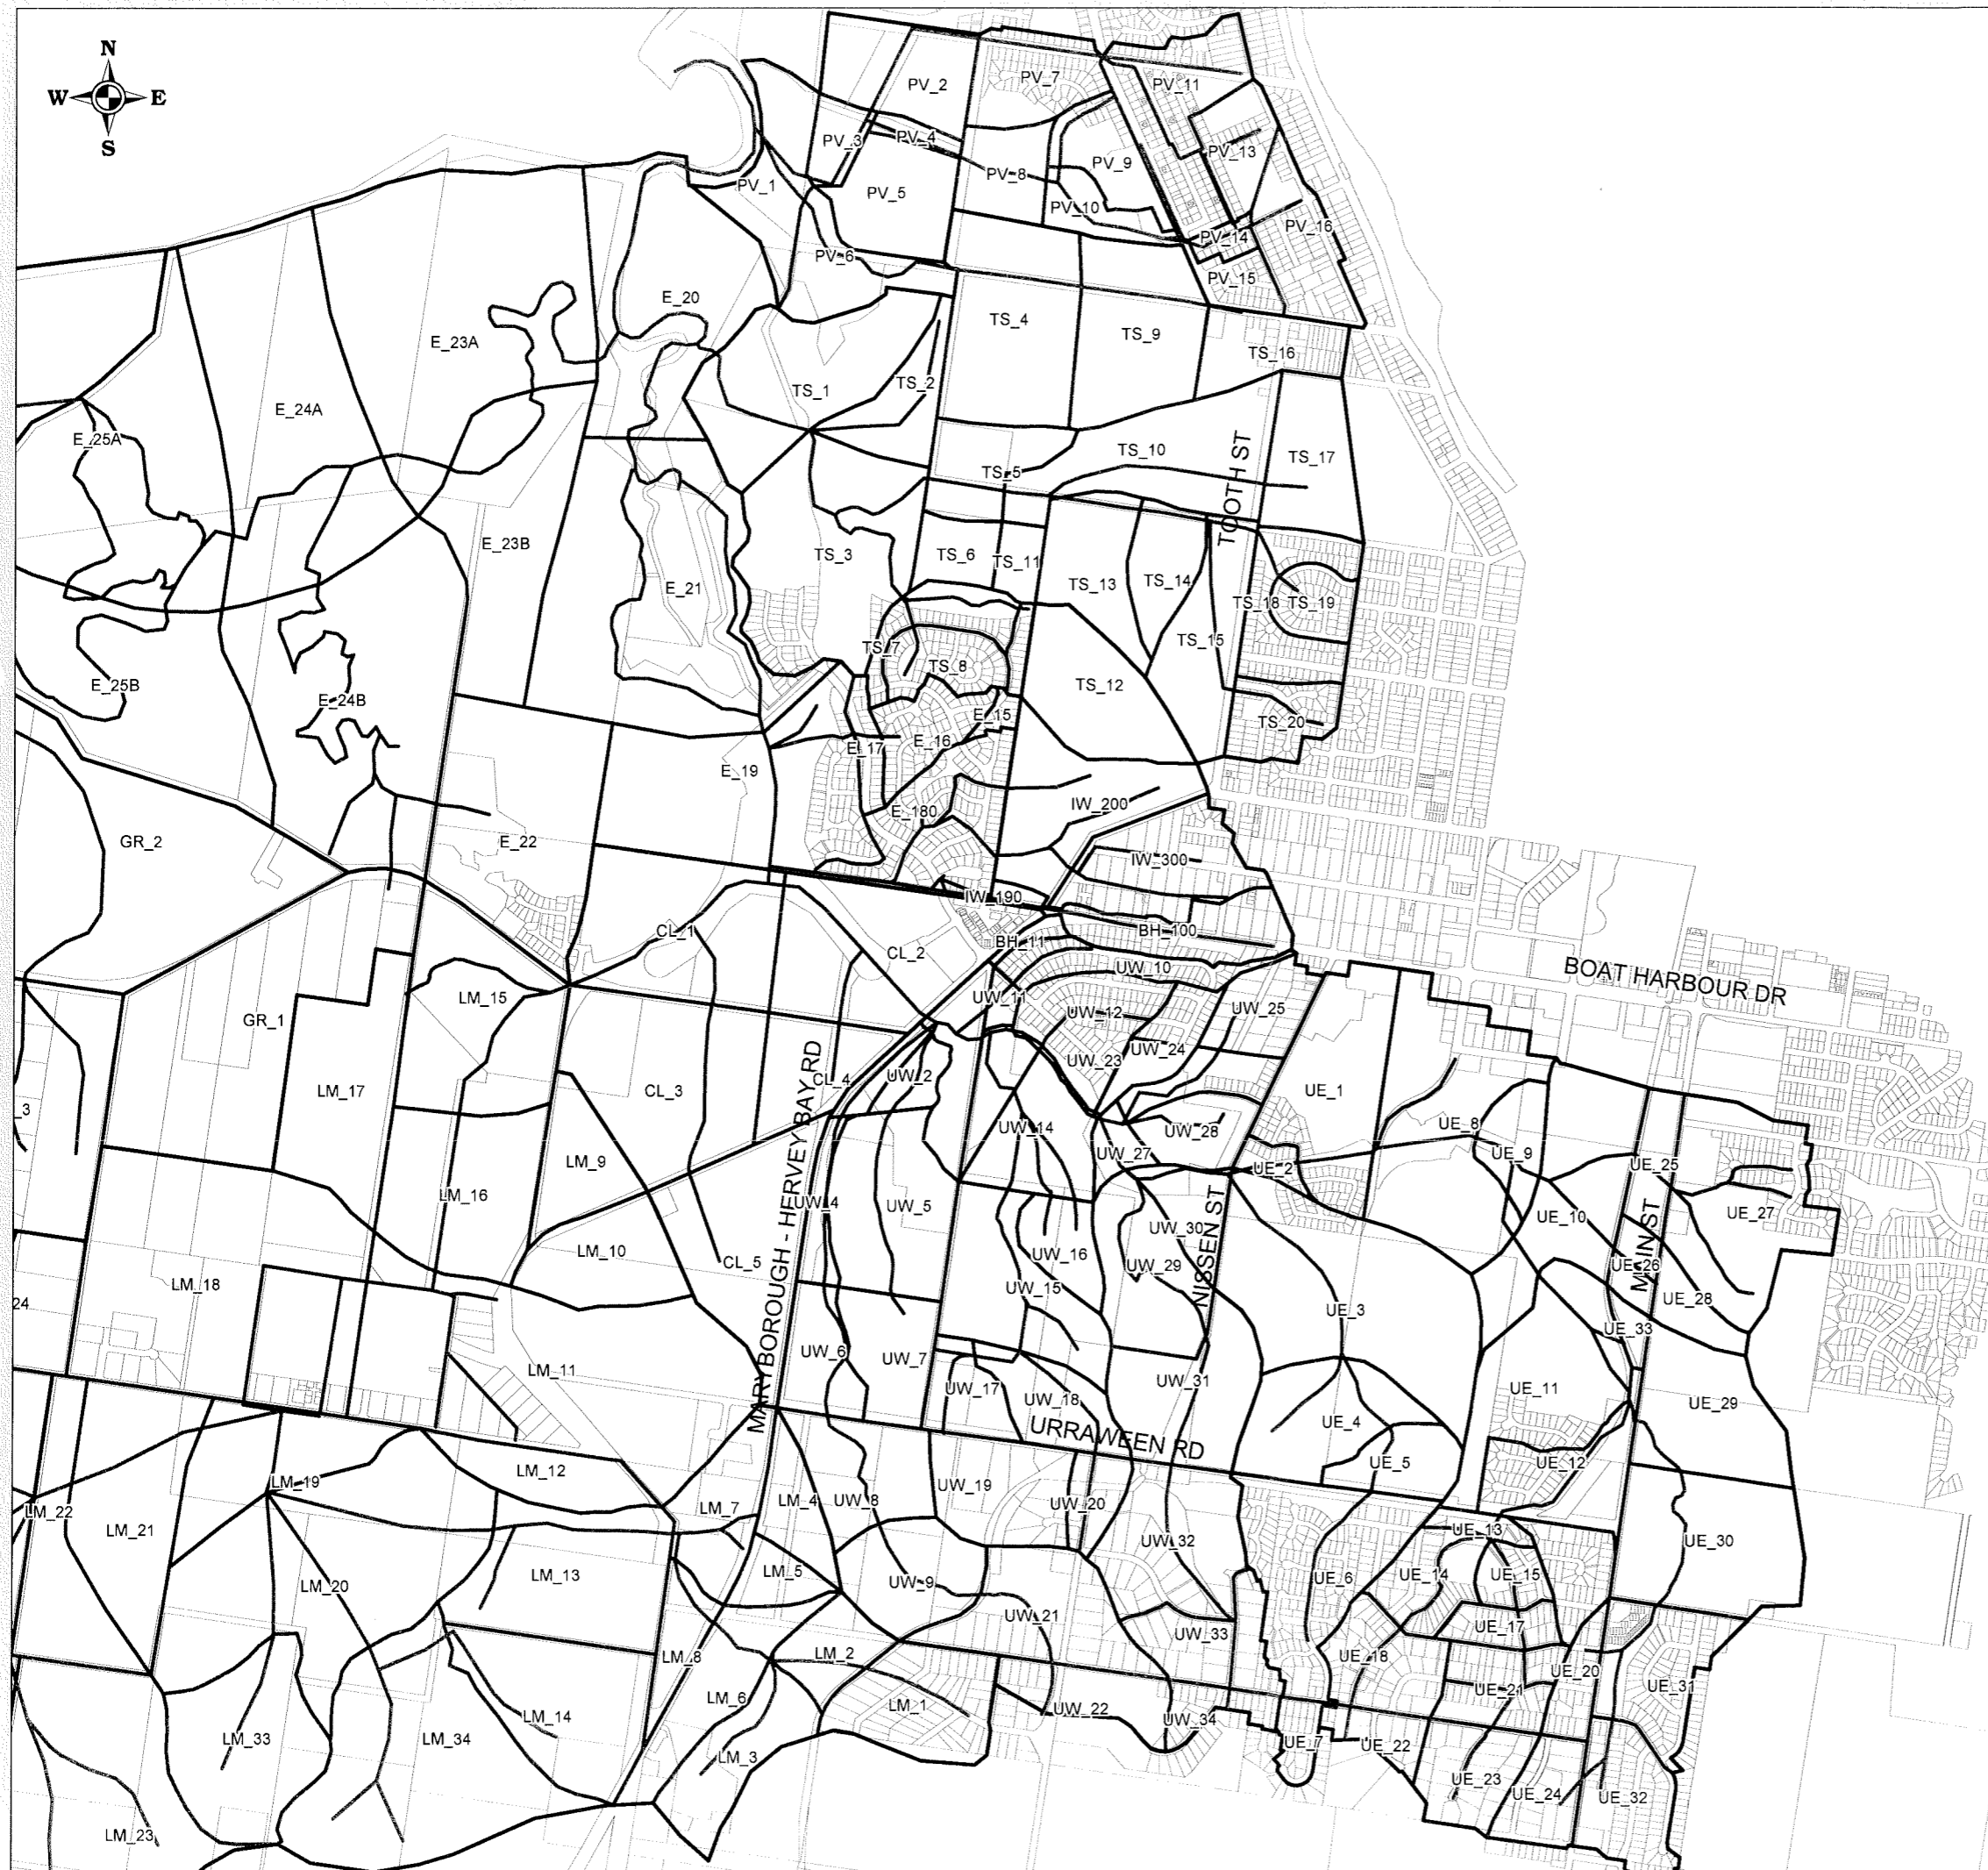 N
W E
S
PV_2
PV_7
PV_11
PV_3
PV_4
PV_13
PV_9
PV_8
PV_1
PV_5
PV_10
PV_16
PV_14
PV_6
PV_15
E_20
TS_4
TS_9
E_23A
TS_16
TS_1
TS_2
E_24A
E_25A
TS_10
TS_17
TS_5
TOOTH ST
E_23B
TS_3
TS_6
TS_11
TS_13
TS_14
E_21
TS_18
TS_19
TS_7
TS_15
TS_8
E_25B
TS_12
E_24B
E_15
TS_20
E_17
E_16
E_19
IW_200
E_180
GR_2
E_22
IW_300
IW_190
CL_1
BH_100
BH_11
CL_2
UW_10
BOAT HARBOUR DR
LM_15
UW_11
UW_25
UW_12
GR_1
UW_24
UW_23
UW_2
CL_4
LM_17
CL_3
UE_1
_3
UW_14
UW_28
UE_8
UW_27
UE_9
LM_9
UE_2
UE_25
MARYBOROUGH - HERVEY BAY RD
LM_16
UW_4
UW_5
UE_10
UE_27
UW_30
NISSEN ST
MAIN ST
LM_10
CL_5
UW_16
UW_29
UE_26
LM_18
UW_15
24
UE_3
UE_28
UE_33
UW_6
UW_7
LM_11
UW_17
UW_18
UW_31
UE_11
UE_29
URRAWEEN RD
UE_4
LM_19
LM_12
UE_5
UE_12
LM_22
LM_7
LM_4
UW_8
UW_19
UW_20
LM_21
UW_32
UE_13
UE_30
LM_20
LM_13
LM_5
UW_9
UE_6
UE_14
UE_15
UW_21
UW_33
UE_17
LM_8
LM_2
UE_18
UE_20
LM_6
LM_1
UE_21
UE_31
LM_14
UW_22
UW_34
LM_33
LM_34
LM_3
UE_7
UE_22
UE_23
UE_24
UE_32
LM_23